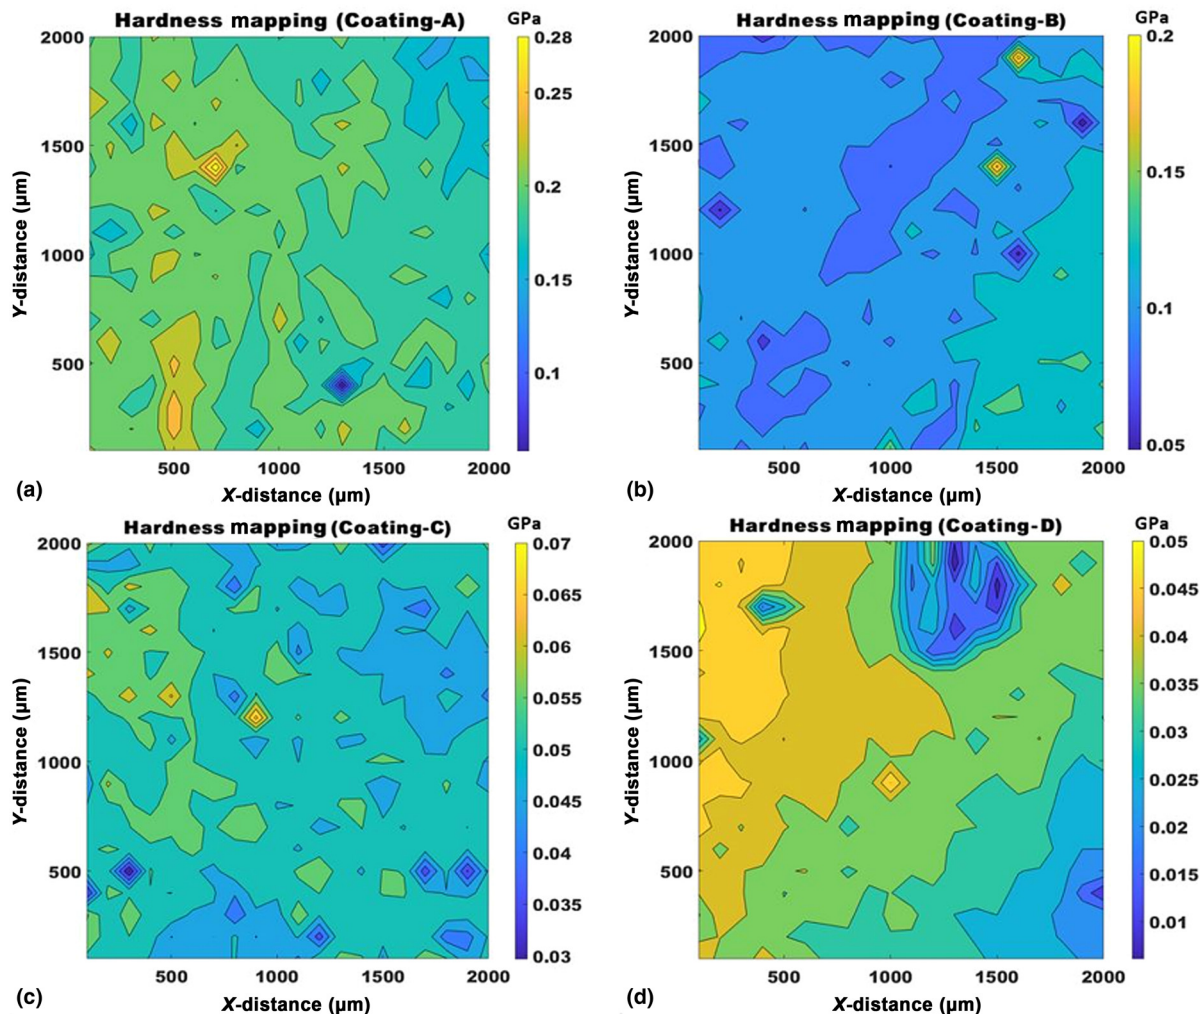 Hardness mapping (Coating-A)
GPa
2000
1500
1000
500
Y-distance (µm)
0.28
0.25
0.2
0.15
0.1
500
1000
1500
2000
(a)
X-distance (µm)
Hardness mapping (Coating-B)
GPa
2000
1500
1000
500
Y-distance (µm)
0.2
0.15
0.1
0.05
500
1000
1500
2000
(b)
X-distance (µm)
Hardness mapping (Coating-C)
GPa
2000
1500
1000
500
Y-distance (µm)
0.07
0.065
0.06
0.055
0.05
0.045
0.04
0.035
0.03
500
1000
1500
2000
(c)
X-distance (µm)
Hardness mapping (Coating-D)
GPa
2000
1500
1000
500
Y-distance (µm)
0.05
0.04
0.035
0.03
0.025
0.02
0.015
0.01
500
1000
1500
2000
(d)
X-distance (µm)